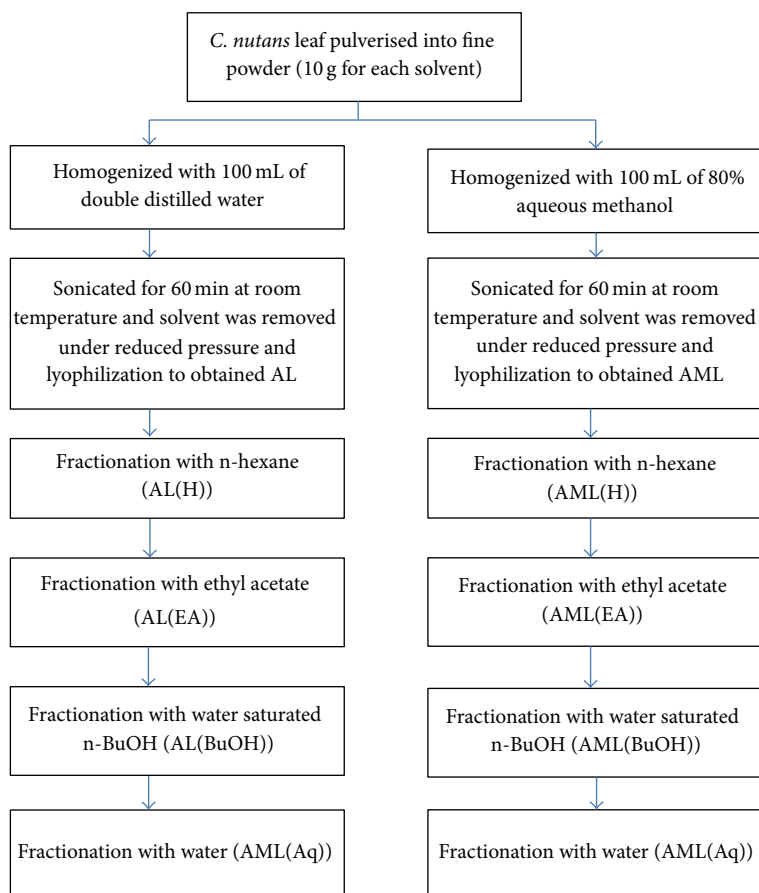 C. nutans leaf pulverised into fine
powder (10 g for each solvent)
Homogenized with 100 mL of
double distilled water
Sonicated for 60 min at room
temperature and solvent was removed
under reduced pressure and
lyophilization to obtained AL
Fractionation with n-hexane
(AL(H))
Fractionation with ethyl acetate
(AL(EA))
Fractionation with water saturated
n-BuOH (AL(BuOH))
Fractionation with water (AML(Aq))
Homogenized with 100 mL of 80%
aqueous methanol
Sonicated for 60 min at room
temperature and solvent was removed
under reduced pressure and
lyophilization to obtained AML
Fractionation with n-hexane
(AML(H))
Fractionation with ethyl acetate
(AML(EA))
Fractionation with water saturated
n-BuOH (AML(BuOH))
Fractionation with water (AML(Aq))